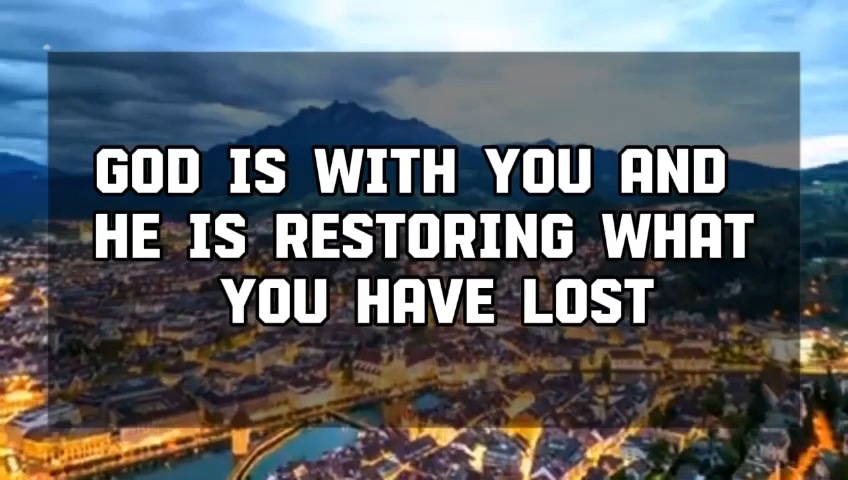 GOD IS WITH YOU AND
HE IS RESTORING WHAT
YOU HAVE LOST